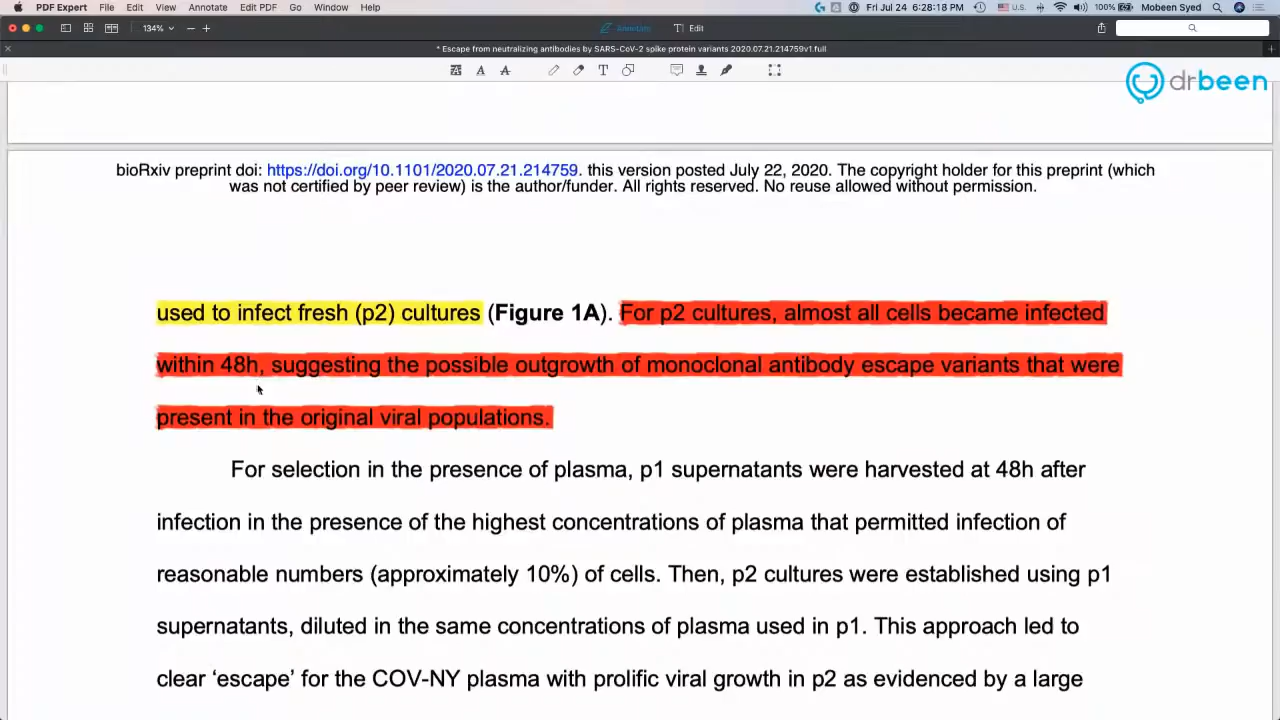 PDF Expert File Edit View Annotate Format Go Window Help 100% Fri Jul 24 6:28:18 PM U.S. Mobeen Syed
134% Annotate Edit
* Escape from neutralizing antibodies by SARS-CoV-2 spike protein variants 2020.07.21.214759v1.full
drbeen
bioRxiv preprint doi: https://doi.org/10.1101/2020.07.21.214759. this version posted July 22, 2020. The copyright holder for this preprint (which
was not certified by peer review) is the author/funder. All rights reserved. No reuse allowed without permission.
used to infect fresh (p2) cultures (Figure 1A). For p2 cultures, almost all cells became infected
within 48h, suggesting the possible outgrowth of monoclonal antibody escape variants that were
present in the original viral populations.
For selection in the presence of plasma, p1 supernatants were harvested at 48h after
infection in the presence of the highest concentrations of plasma that permitted infection of
reasonable numbers (approximately 10%) of cells. Then, p2 cultures were established using p1
supernatants, diluted in the same concentrations of plasma used in p1. This approach led to
clear ‘escape’ for the COV-NY plasma with prolific viral growth in p2 as evidenced by a large